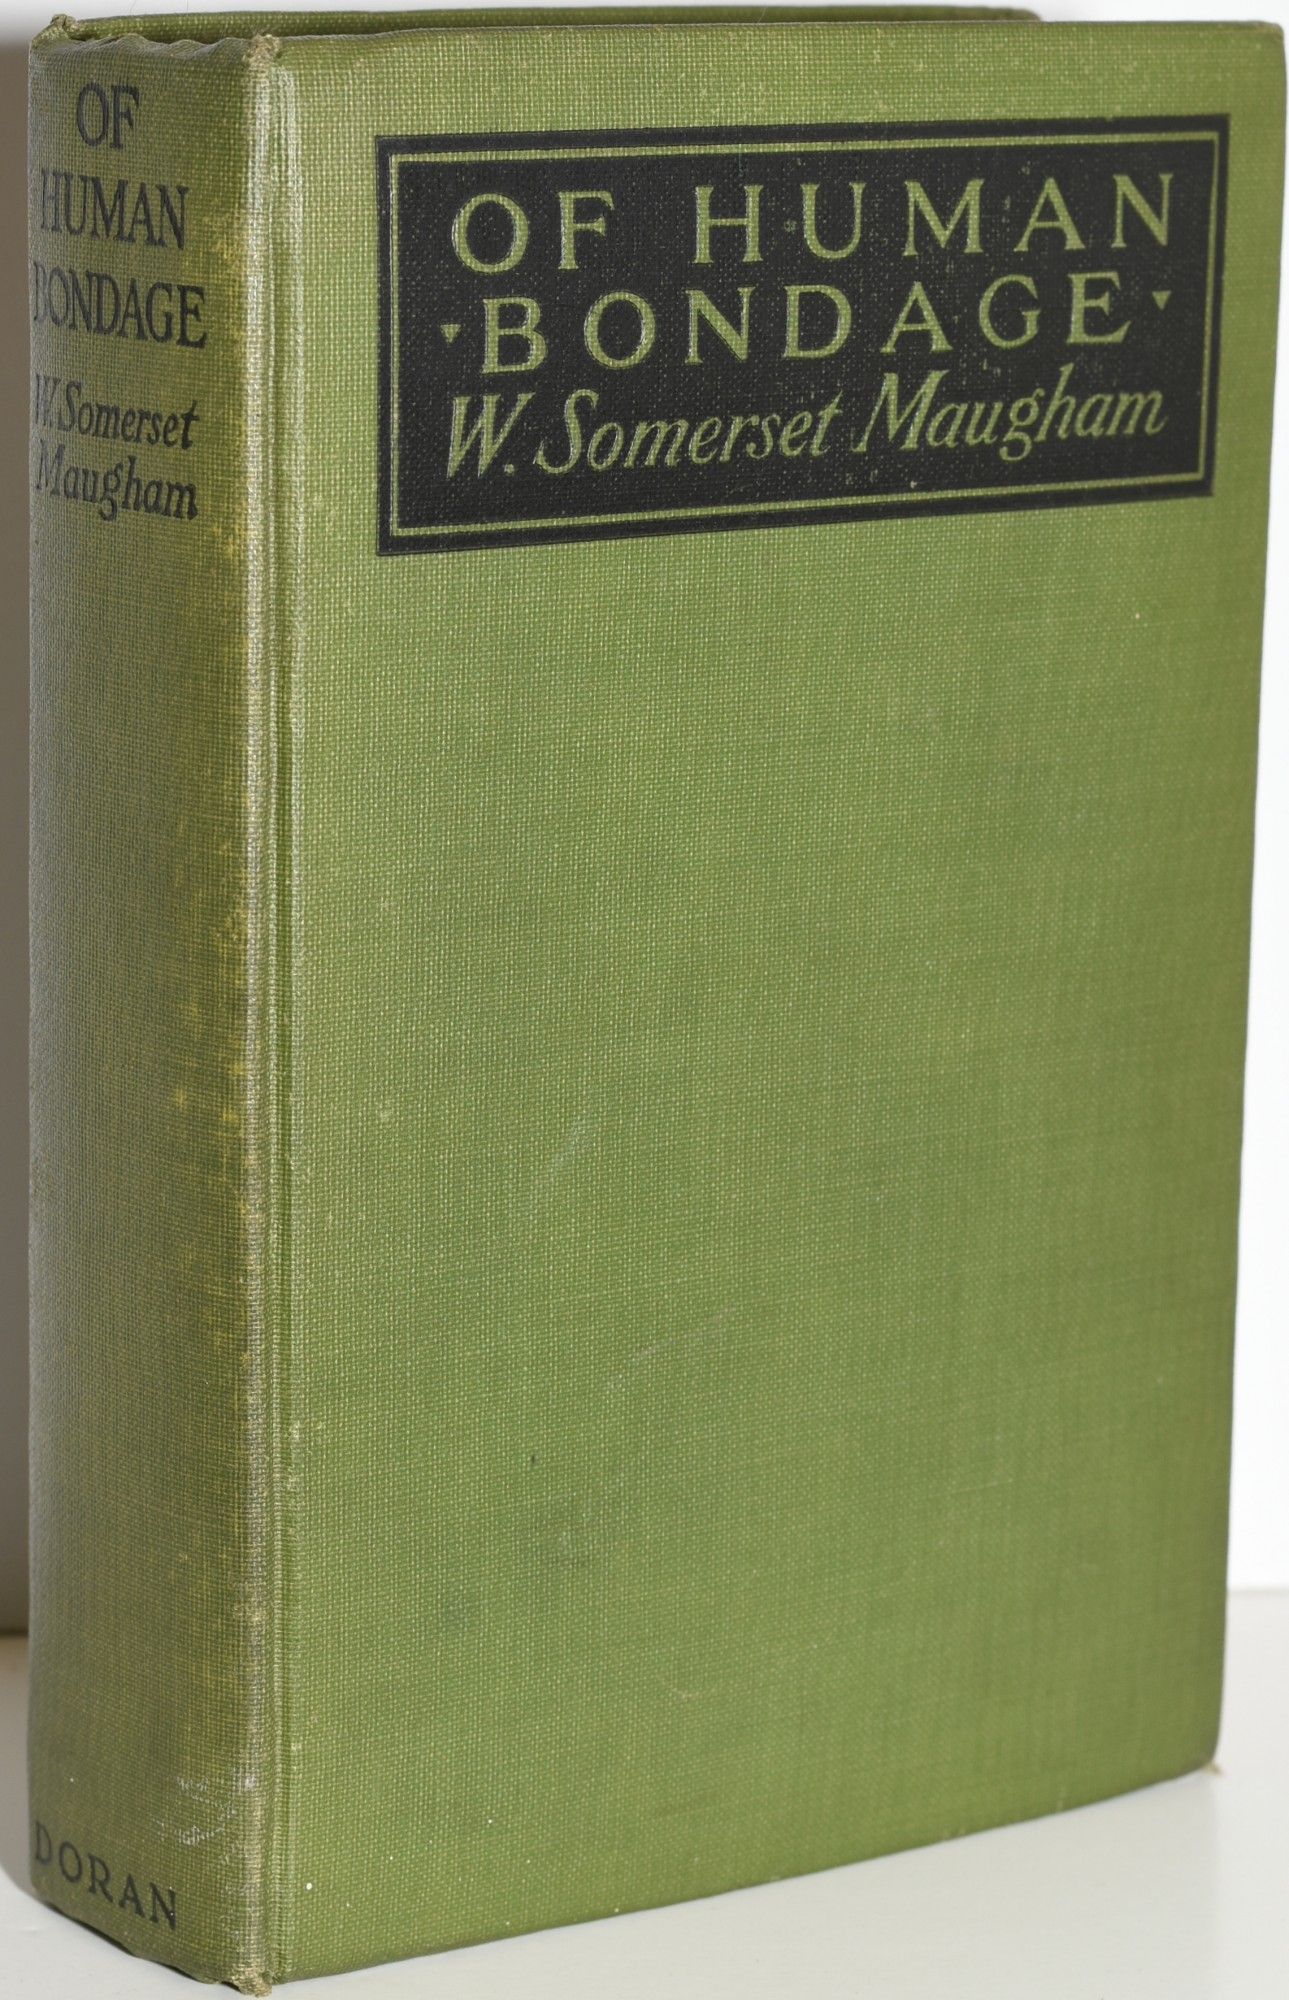 OF
HUMAN
BONDAGE
W. Somerset
Maugham
DORAN
OF HUMAN
BONDAGE
W. Somerset Maugham